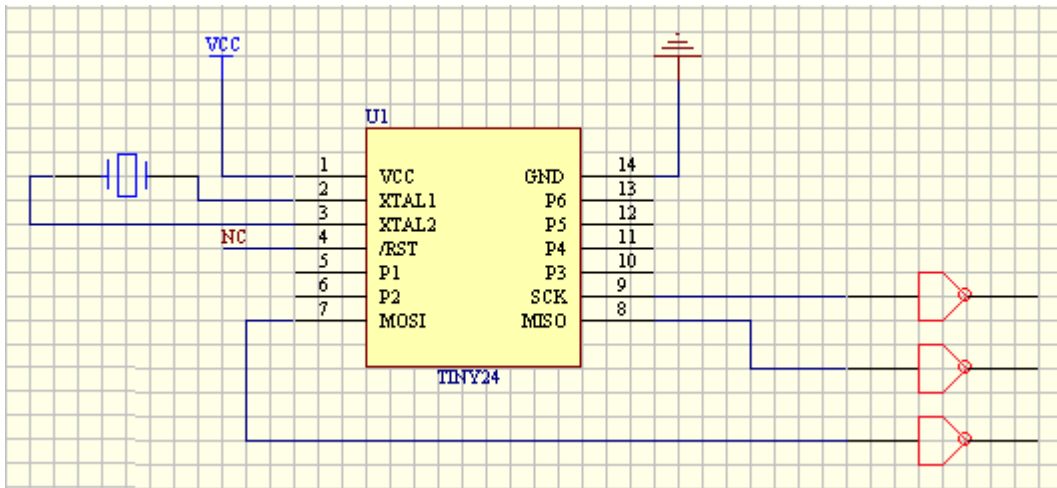 VCC
U1
1 VCC GND 14
2 XTAL1 P6 13
3 XTAL2 P5 12
NC 4 /RST P4 11
5 P1 P3 10
6 P2 SCK 9
7 MOSI MISO 8
TINY24